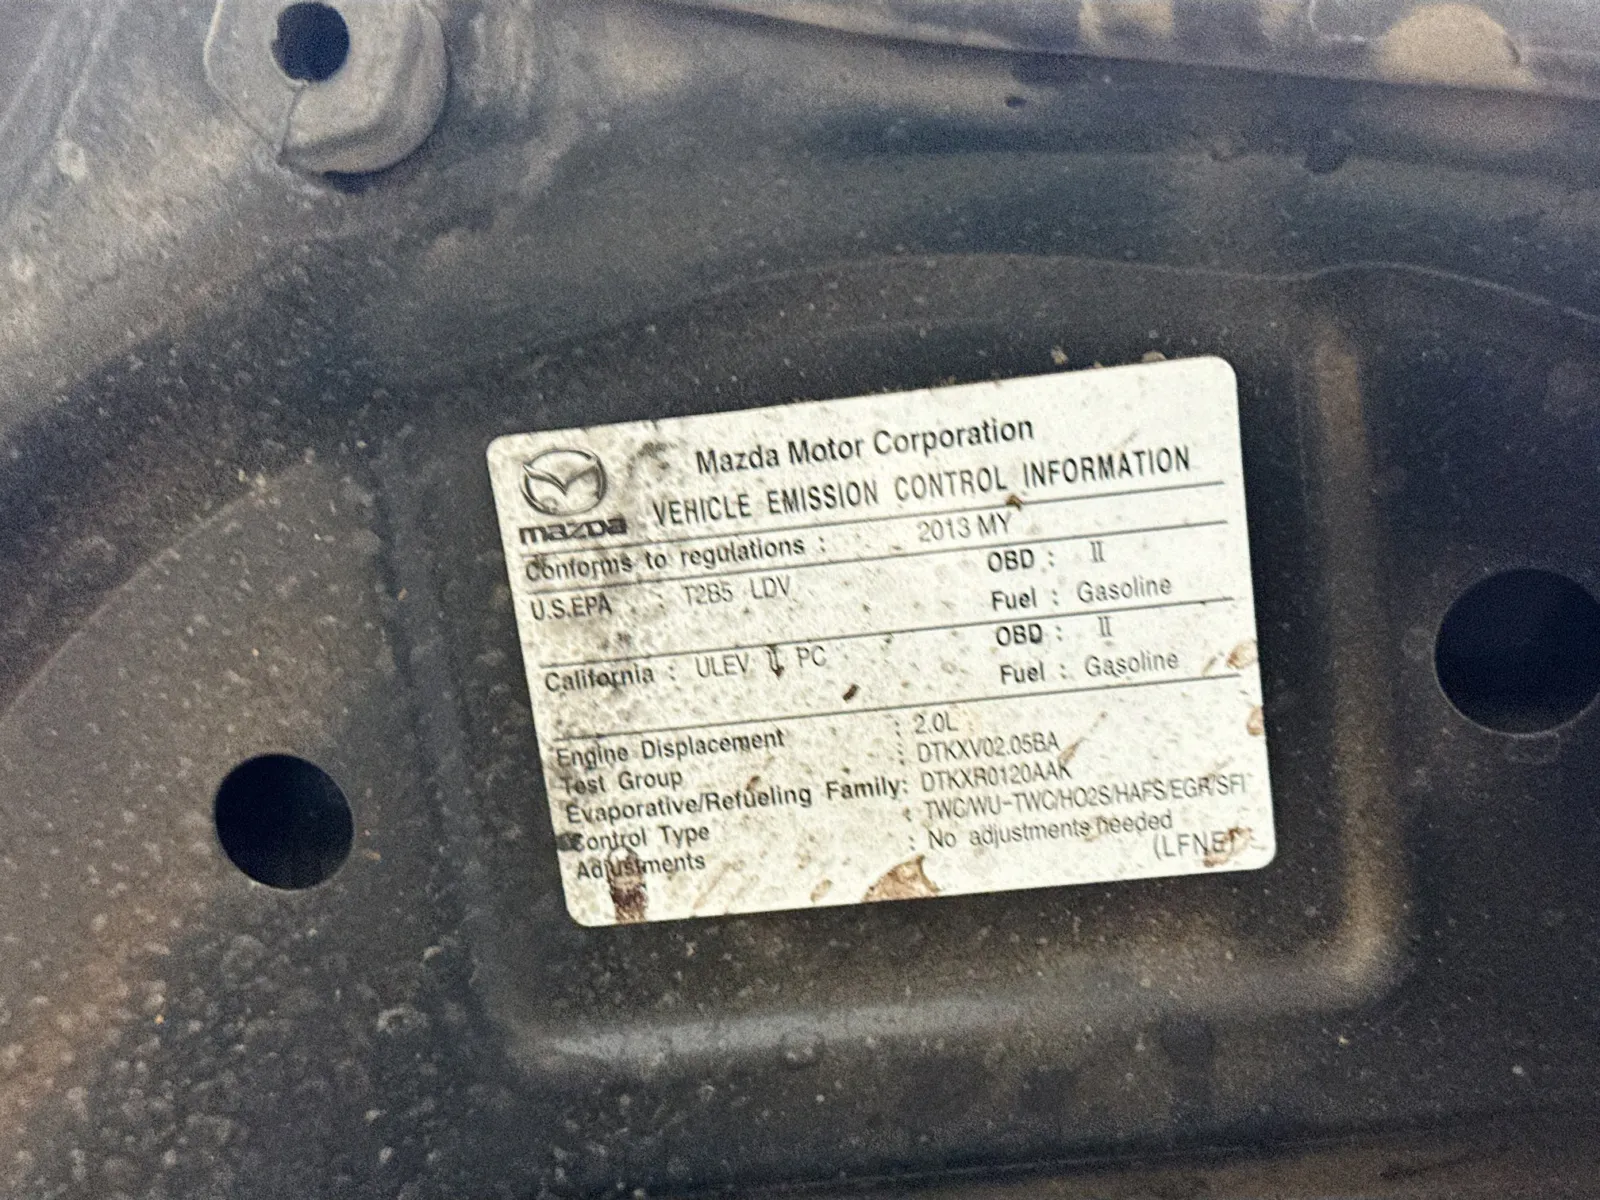 Mazda Motor Corporation
mazda VEHICLE EMISSION CONTROL INFORMATION
Conforms to regulations : 2013 MY
U.S.EPA : T2B5 LDV OBD : II
Fuel : Gasoline
California : ULEV II PC OBD : II
Fuel : Gasoline
Engine Displacement : 2.0L
Test Group : DTKXV02.05BA
Evaporative/Refueling Family: DTKXR0120AAK
Control Type : TWC/WU-TWC/HO2S/HAFS/EGR/SFI
Adjustments : No adjustments needed